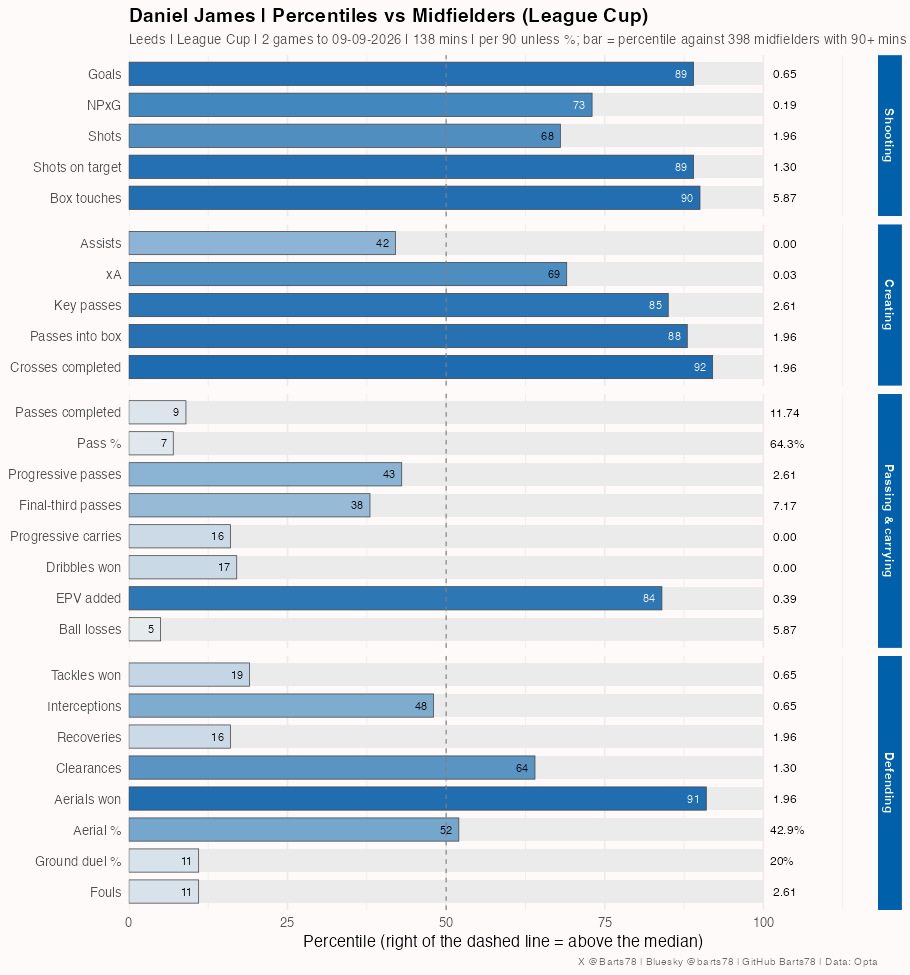 Daniel James | Percentiles vs Midfielders (League Cup)
Leeds | League Cup | 2 games to 09-09-2026 | 138 mins | per 90 unless %; bar = percentile against 398 midfielders with 90+ mins
Goals 89 0.65
NPxG 73 0.19
Shots 68 1.96
Shots on target 89 1.30
Box touches 90 5.87
Shooting
Assists 42 0.00
xA 69 0.03
Key passes 85 2.61
Passes into box 88 1.96
Crosses completed 92 1.96
Creating
Passes completed 9 11.74
Pass % 7 64.3%
Progressive passes 43 2.61
Final-third passes 38 7.17
Progressive carries 16 0.00
Dribbles won 17 0.00
EPV added 84 0.39
Ball losses 5 5.87
Passing & carrying
Tackles won 19 0.65
Interceptions 48 0.65
Recoveries 16 1.96
Clearances 64 1.30
Aerials won 91 1.96
Aerial % 52 42.9%
Ground duel % 11 20%
Fouls 11 2.61
Defending
0 25 50 75 100
Percentile (right of the dashed line = above the median)
X @Barts78 | Bluesky @barts78 | GitHub Barts78 | Data: Opta